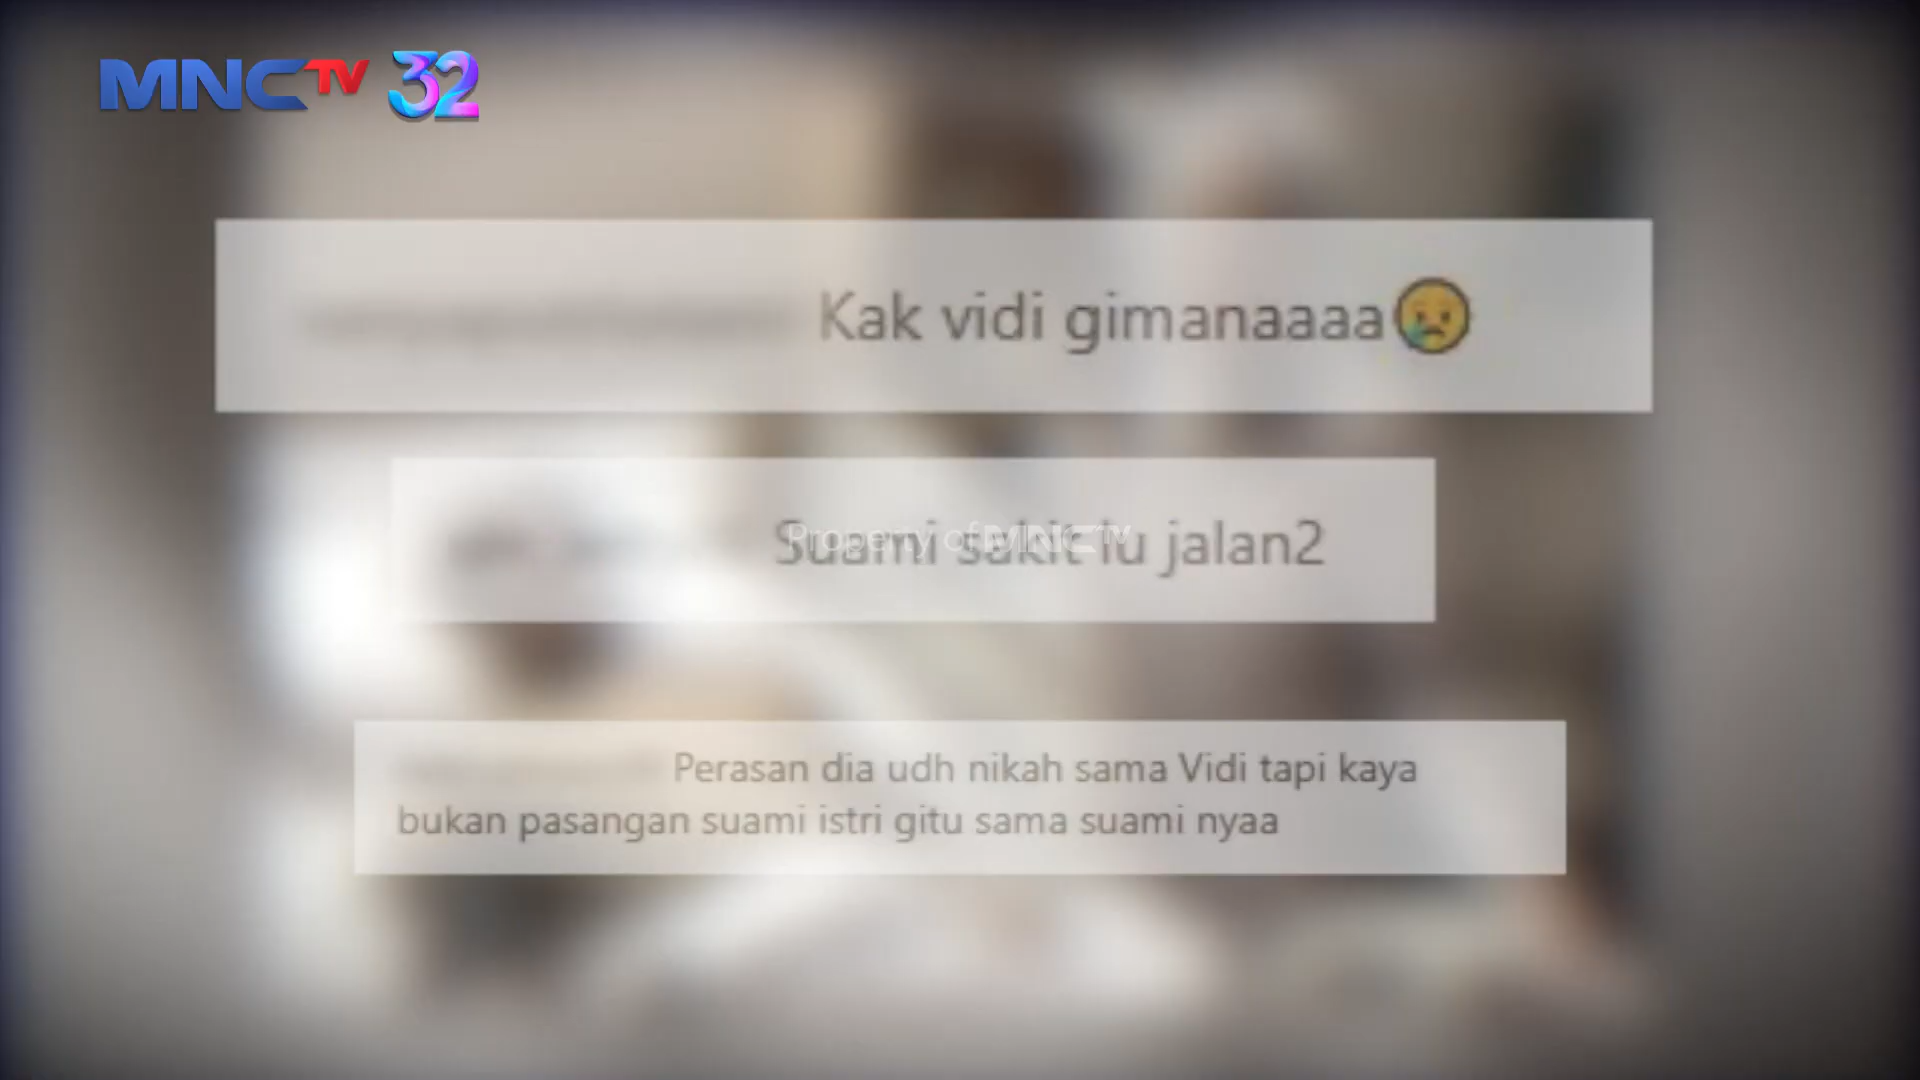 MNCTV 32
Kak vidi gimanaaaa😢
Suami sakit lu jalan2
Property of MNCTV
Perasan dia udh nikah sama Vidi tapi kaya
bukan pasangan suami istri gitu sama suami nyaa